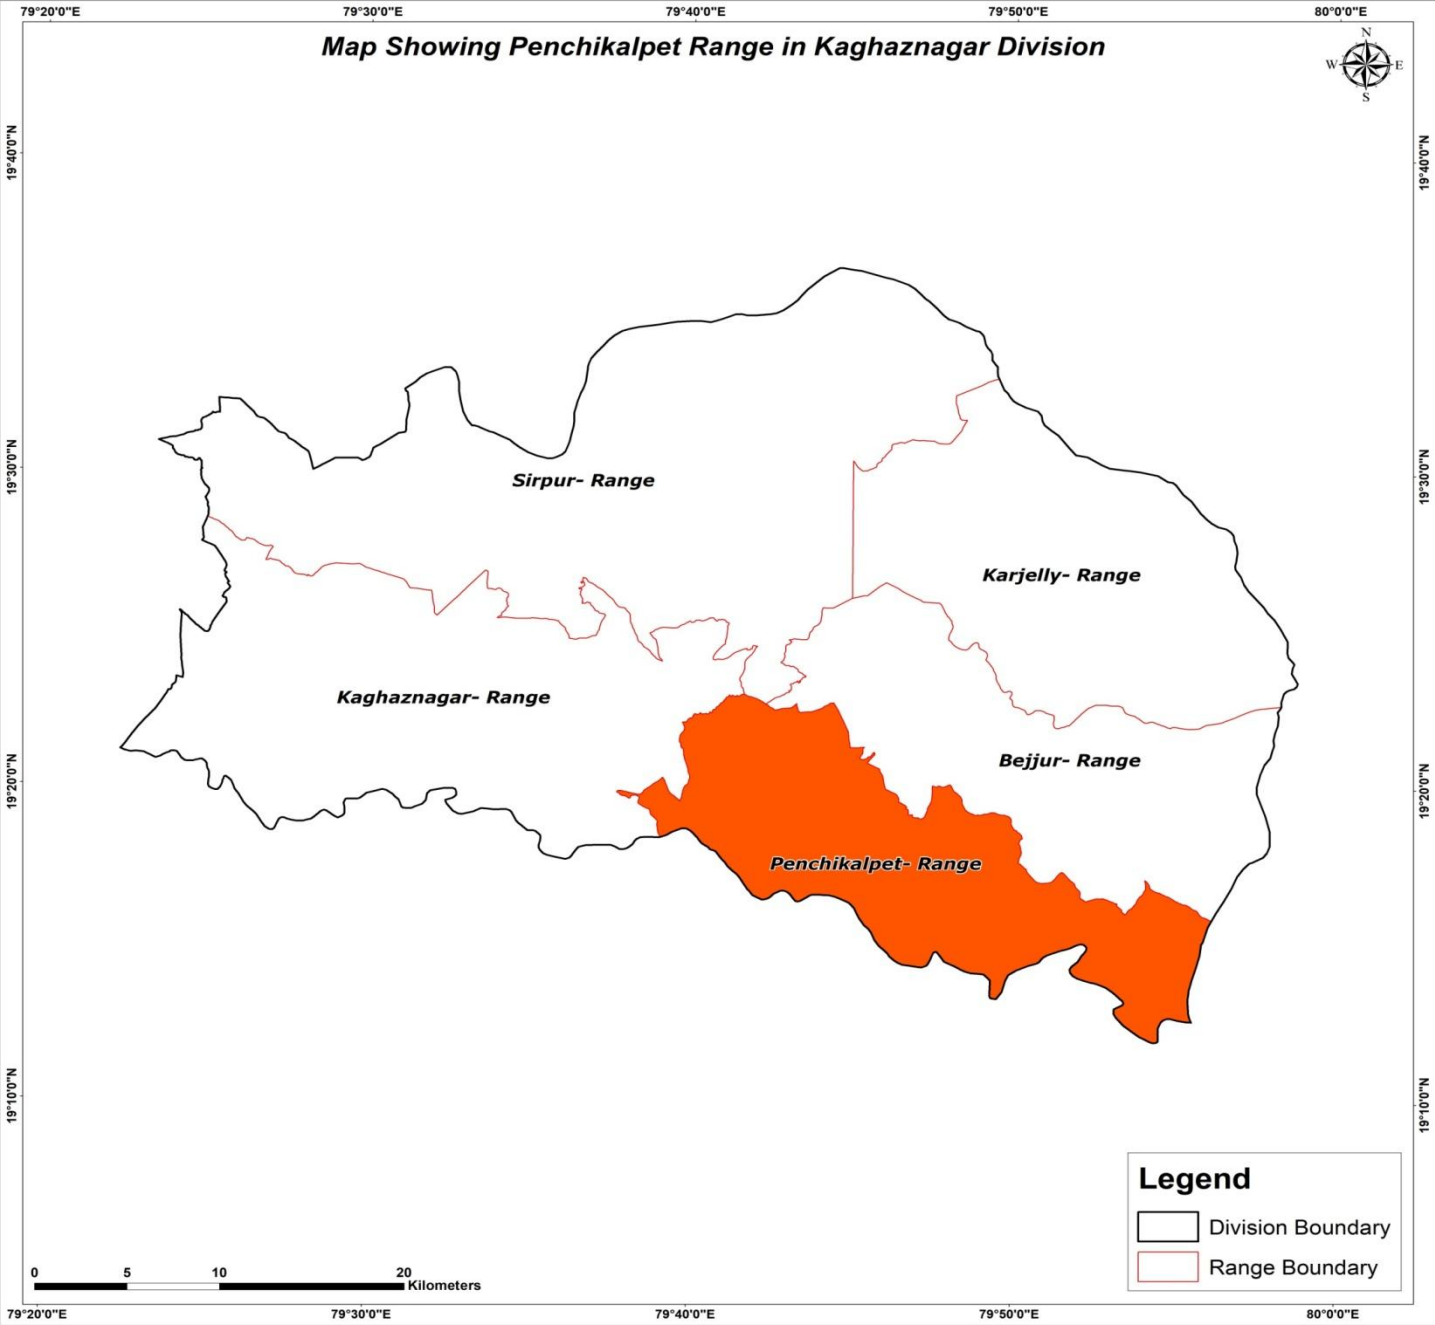 79°20'0"E 79°30'0"E 79°40'0"E 79°50'0"E 80°0'0"E
Map Showing Penchikalpet Range in Kaghaznagar Division
N
W E
S
19°40'0"N 19°40'0"N
19°30'0"N 19°30'0"N
Sirpur- Range
Karjelly- Range
Kaghaznagar- Range
Bejjur- Range
19°20'0"N 19°20'0"N
Penchikalpet- Range
19°10'0"N 19°10'0"N
Legend
Division Boundary
Range Boundary
0 5 10 20
Kilometers
79°20'0"E 79°30'0"E 79°40'0"E 79°50'0"E 80°0'0"E